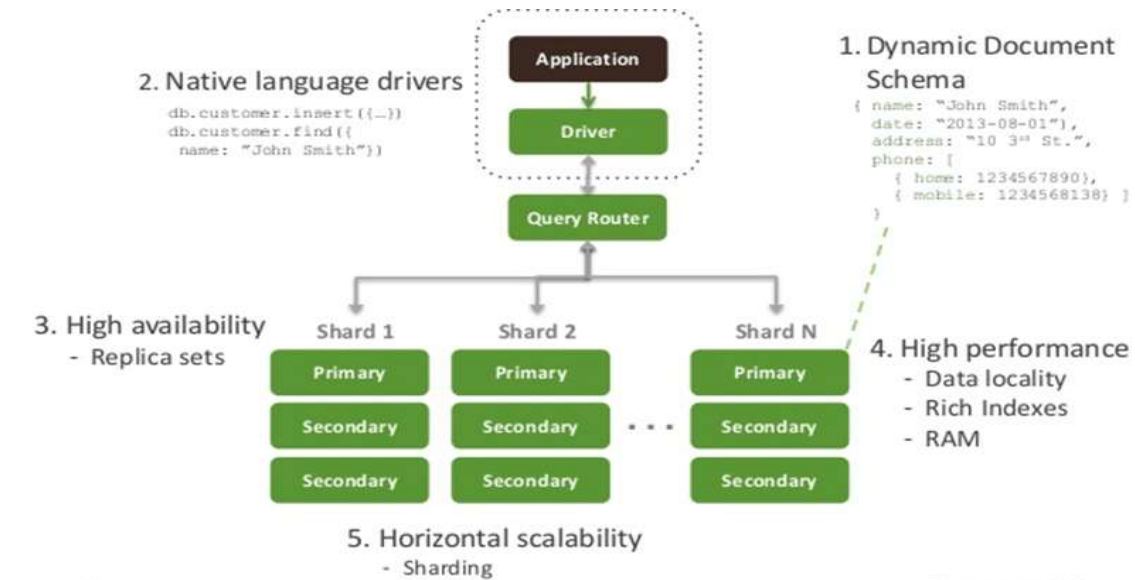 1. Dynamic Document
Schema
{ name: “John Smith”,
date: “2013-08-01”),
address: “10 3rd St.”,
phone: [
{ home: 1234567890},
{ mobile: 1234568138} ]
}
2. Native language drivers
db.customer.insert({…})
db.customer.find({
name: ”John Smith”})
Application
Driver
Query Router
3. High availability
- Replica sets
Shard 1
Primary
Secondary
Secondary
Shard 2
Primary
Secondary
Secondary
...
Shard N
Primary
Secondary
Secondary
4. High performance
- Data locality
- Rich Indexes
- RAM
5. Horizontal scalability
- Sharding